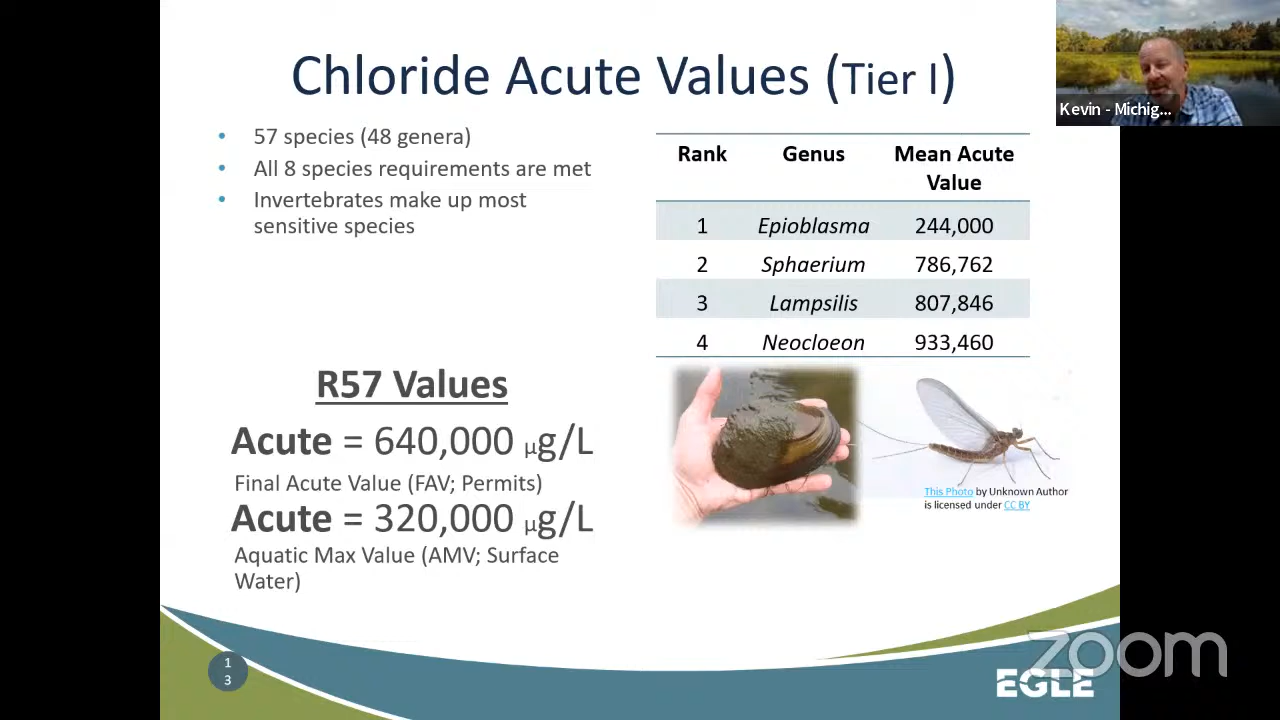 Chloride Acute Values (Tier I)
Kevin - Michig...
• 57 species (48 genera)
• All 8 species requirements are met
• Invertebrates make up most
sensitive species
Rank Genus Mean Acute
Value
1 Epioblasma 244,000
2 Sphaerium 786,762
3 Lampsilis 807,846
4 Neocloeon 933,460
R57 Values
Acute = 640,000 µg/L
Final Acute Value (FAV; Permits)
Acute = 320,000 µg/L
Aquatic Max Value (AMV; Surface
Water)
This Photo by Unknown Author
is licensed under CC BY
1
3
EGLE
zoom